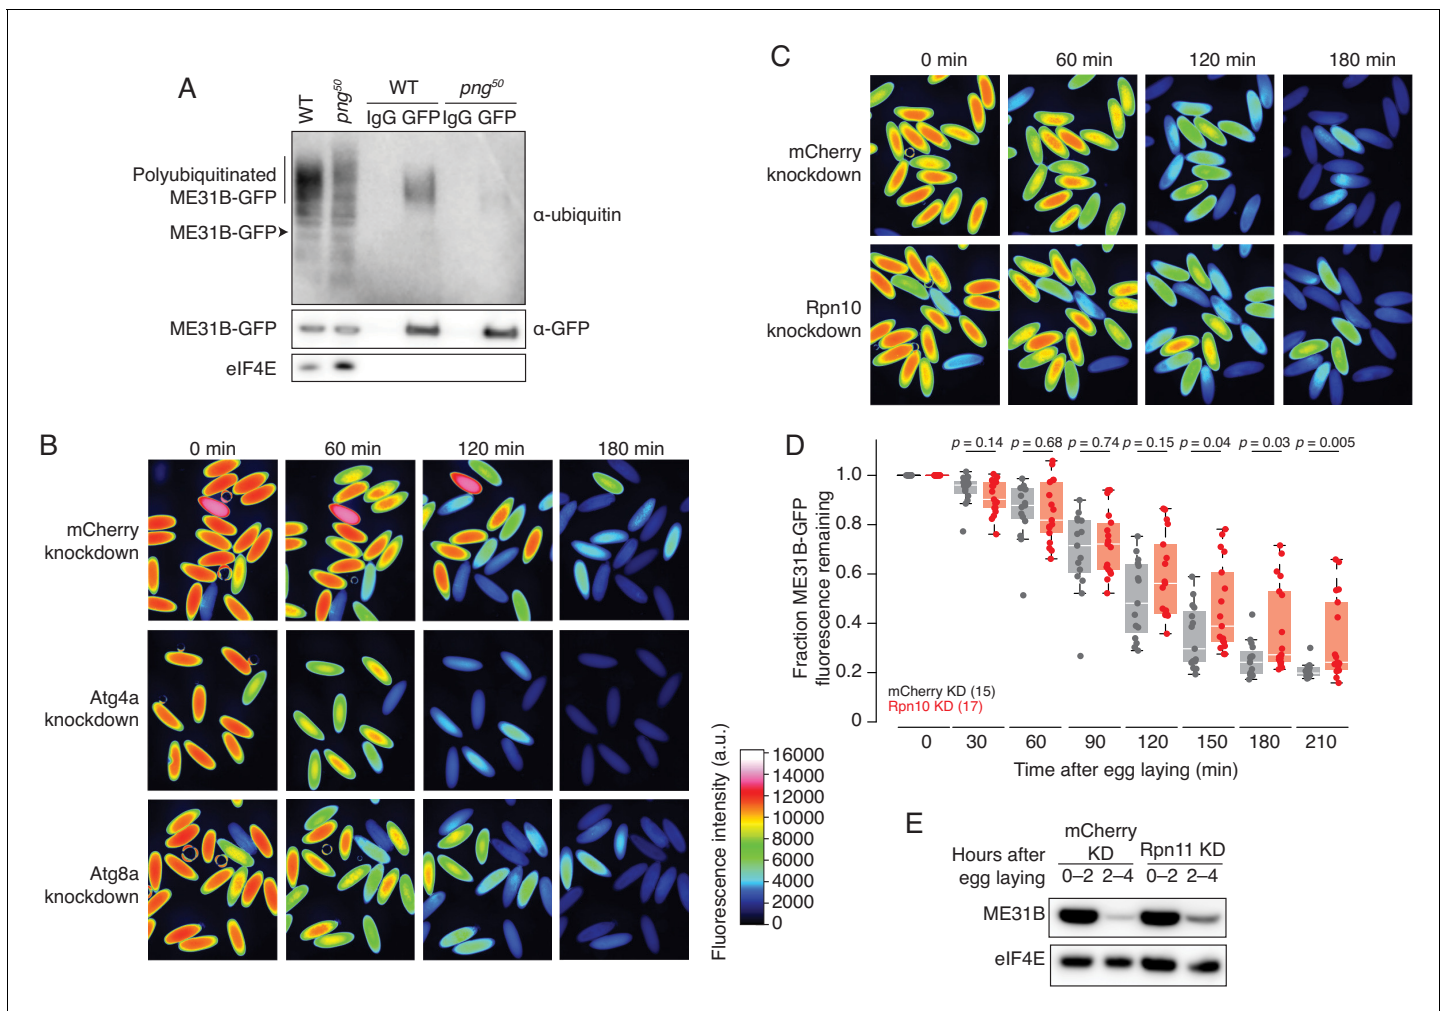 A
WT
png50
WT
png50
IgG GFP IgG GFP
Polyubiquitinated
ME31B-GFP
ME31B-GFP
α-ubiquitin
ME31B-GFP
α-GFP
eIF4E
B
0 min 60 min 120 min 180 min
mCherry
knockdown
Atg4a
knockdown
Atg8a
knockdown
Fluorescence intensity (a.u.)
16000
14000
12000
10000
8000
6000
4000
2000
0
C
0 min 60 min 120 min 180 min
mCherry
knockdown
Rpn10
knockdown
D
p = 0.14 p = 0.68 p = 0.74 p = 0.15 p = 0.04 p = 0.03 p = 0.005
Fraction ME31B-GFP
fluorescence remaining
1.0
0.8
0.6
0.4
0.2
0
mCherry KD (15)
Rpn10 KD (17)
0 30 60 90 120 150 180 210
Time after egg laying (min)
E
mCherry
KD
Rpn11 KD
Hours after
egg laying
0–2 2–4 0–2 2–4
ME31B
eIF4E